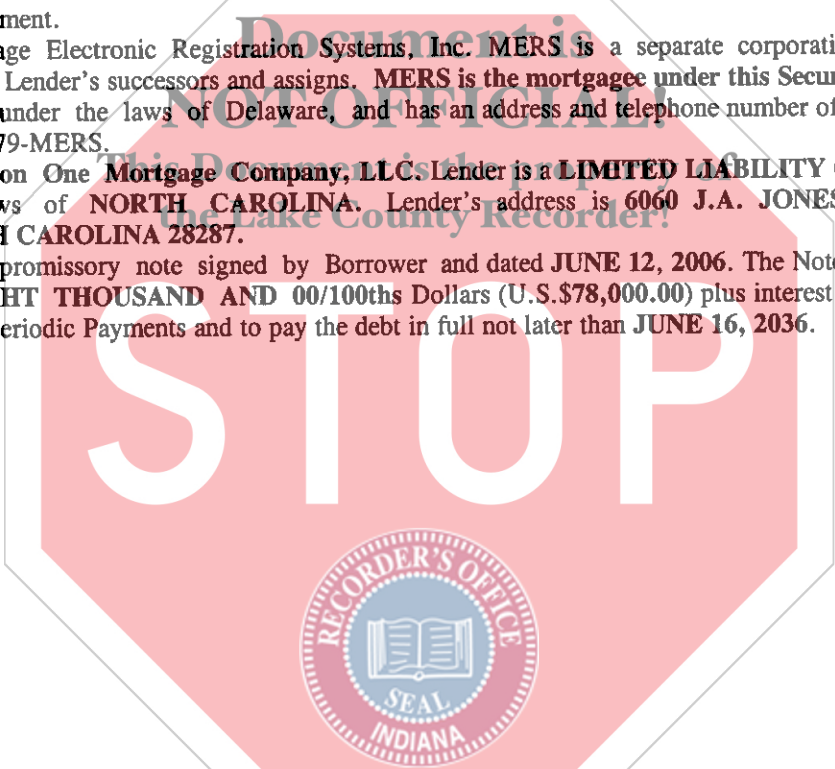 ment.
age Electronic Registration Systems, Inc. MERS is a separate corporati
Lender's successors and assigns. MERS is the mortgagee under this Secur
under the laws of Delaware, and has an address and telephone number of
79-MERS.
on One Mortgage Company, LLC. Lender is a LIMITED LIABILITY
ws of NORTH CAROLINA. Lender's address is 6060 J.A. JONES
H CAROLINA 28287.
promissory note signed by Borrower and dated JUNE 12, 2006. The Note
HT THOUSAND AND 00/100ths Dollars (U.S.$78,000.00) plus interest
eriodic Payments and to pay the debt in full not later than JUNE 16, 2036.
Document is
NOT OFFICIAL!
This Document is the property of
the Lake County Recorder!
STOP
RECORDER'S OFFICE
SEAL
INDIANA